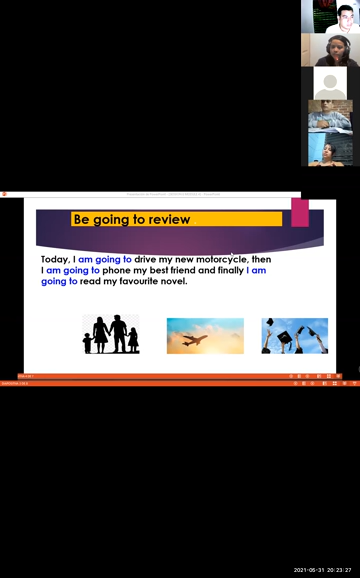 Be going to review
Today, I am going to drive my new motorcycle, then
I am going to phone my best friend and finally I am
going to read my favourite novel.
2021-05-31 20:23:27